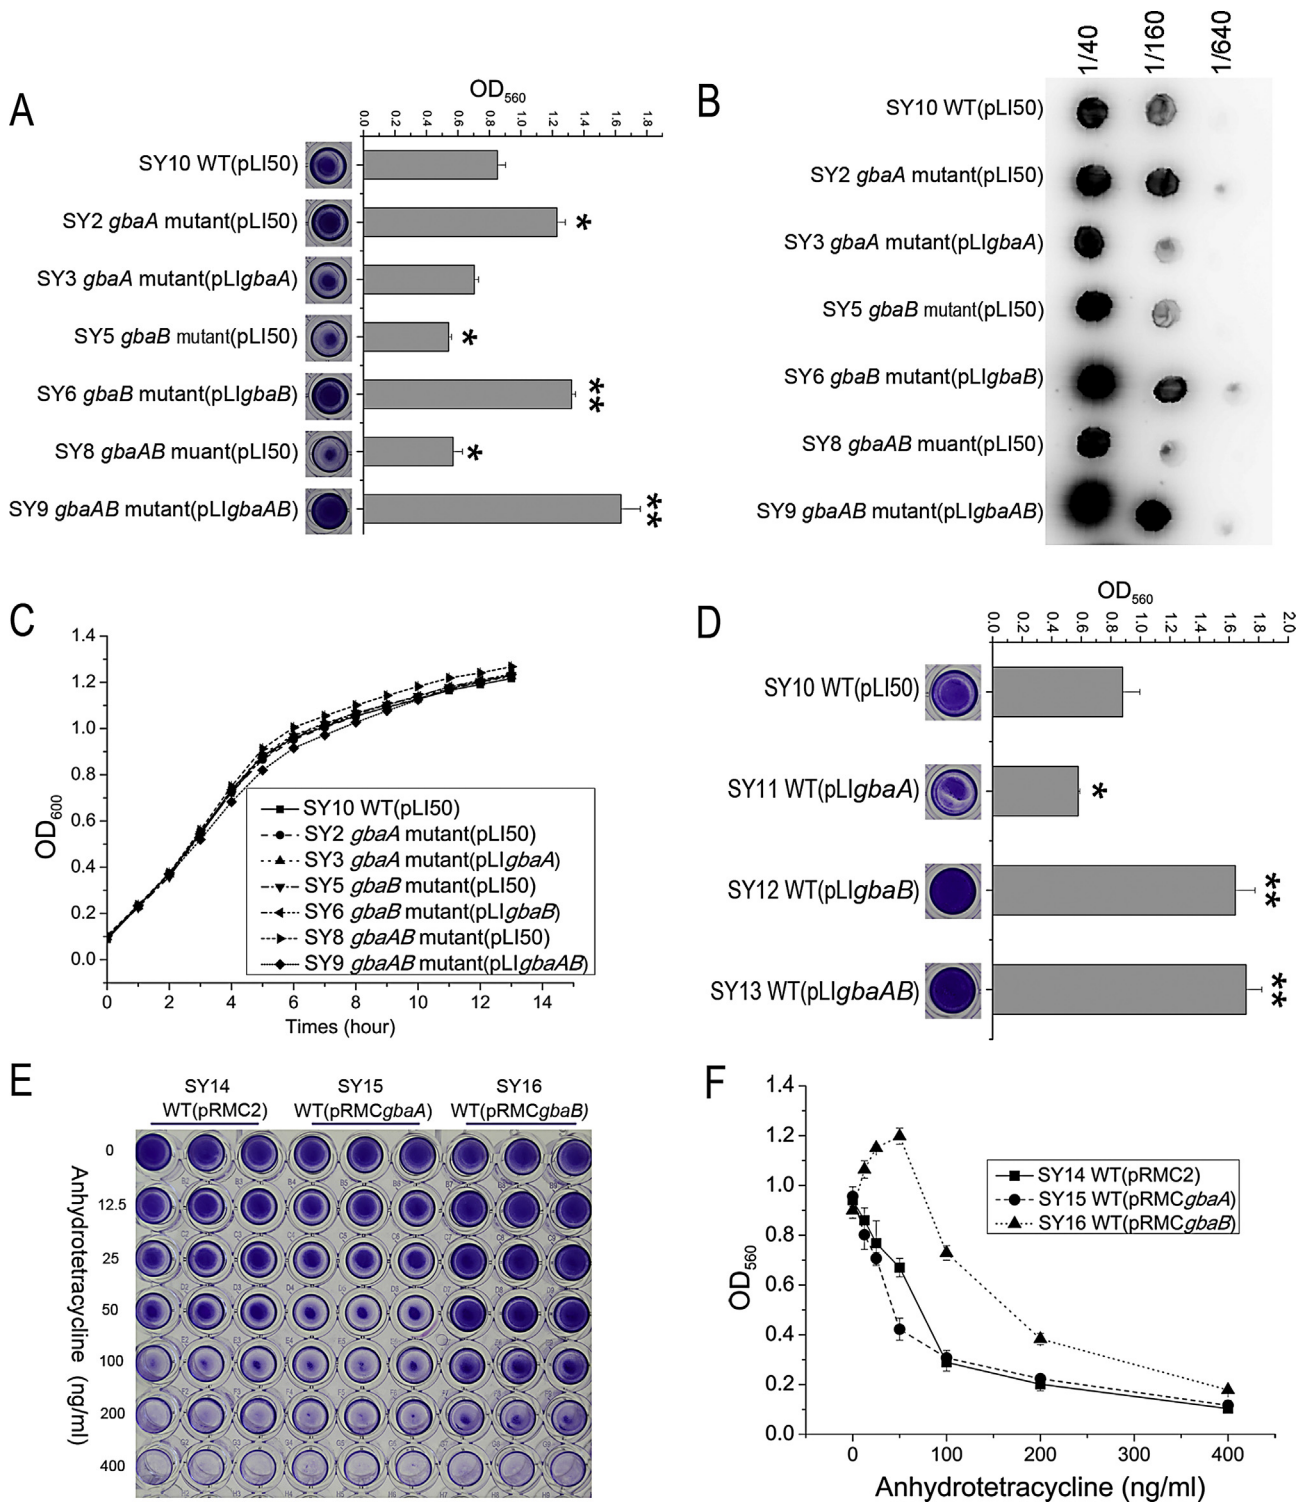 A
OD560
0.0 0.2 0.4 0.6 0.8 1.0 1.2 1.4 1.6 1.8
SY10 WT(pLI50)
SY2 gbaA mutant(pLI50) *
SY3 gbaA mutant(pLIgbaA)
SY5 gbaB mutant(pLI50) *
SY6 gbaB mutant(pLIgbaB) **
SY8 gbaAB muant(pLI50) *
SY9 gbaAB mutant(pLIgbaAB) **
B
1/40 1/160 1/640
SY10 WT(pLI50)
SY2 gbaA mutant(pLI50)
SY3 gbaA mutant(pLIgbaA)
SY5 gbaB mutant(pLI50)
SY6 gbaB mutant(pLIgbaB)
SY8 gbaAB muant(pLI50)
SY9 gbaAB mutant(pLIgbaAB)
C
OD600
1.4
1.2
1.0
0.8
0.6
0.4
0.2
0.0
SY10 WT(pLI50)
SY2 gbaA mutant(pLI50)
SY3 gbaA mutant(pLIgbaA)
SY5 gbaB mutant(pLI50)
SY6 gbaB mutant(pLIgbaB)
SY8 gbaAB mutant(pLI50)
SY9 gbaAB mutant(pLIgbaAB)
0 2 4 6 8 10 12 14
Times (hour)
D
OD560
0.0 0.2 0.4 0.6 0.8 1.0 1.2 1.4 1.6 1.8 2.0
SY10 WT(pLI50)
SY11 WT(pLIgbaA) *
SY12 WT(pLIgbaB) **
SY13 WT(pLIgbaAB) **
E
SY14 SY15 SY16
WT(pRMC2) WT(pRMCgbaA) WT(pRMCgbaB)
Anhydrotetracycline (ng/ml)
0
12.5
25
50
100
200
400
F
OD560
1.4
1.2
1.0
0.8
0.6
0.4
0.2
0.0
SY14 WT(pRMC2)
SY15 WT(pRMCgbaA)
SY16 WT(pRMCgbaB)
0 100 200 300 400
Anhydrotetracycline (ng/ml)